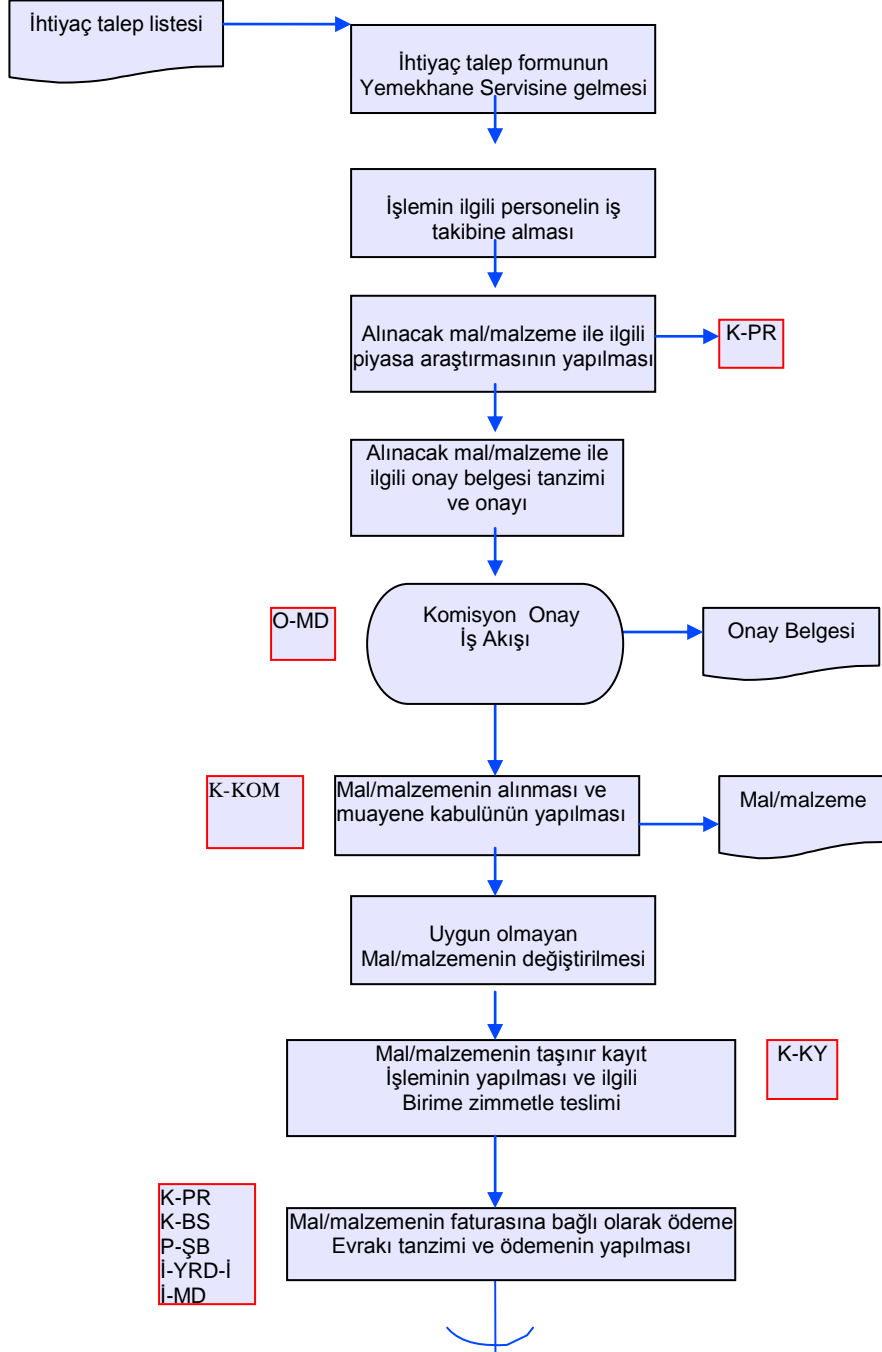 İhtiyaç talep listesi
İhtiyaç talep formunun
Yemekhane Servisine gelmesi
İşlemin ilgili personelin iş
takibine alması
Alınacak mal/malzeme ile ilgili
piyasa araştırmasının yapılması
K-PR
Alınacak mal/malzeme ile
ilgili onay belgesi tanzimi
ve onayı
O-MD
Komisyon Onay
İş Akışı
Onay Belgesi
K-KOM
Mal/malzemenin alınması ve
muayene kabulünün yapılması
Mal/malzeme
Uygun olmayan
Mal/malzemenin değiştirilmesi
Mal/malzemenin taşınır kayıt
İşleminin yapılması ve ilgili
Birime zimmetle teslimi
K-KY
K-PR
K-BS
P-ŞB
İ-YRD-İ
İ-MD
Mal/malzemenin faturasına bağlı olarak ödeme
Evrakı tanzimi ve ödemenin yapılması